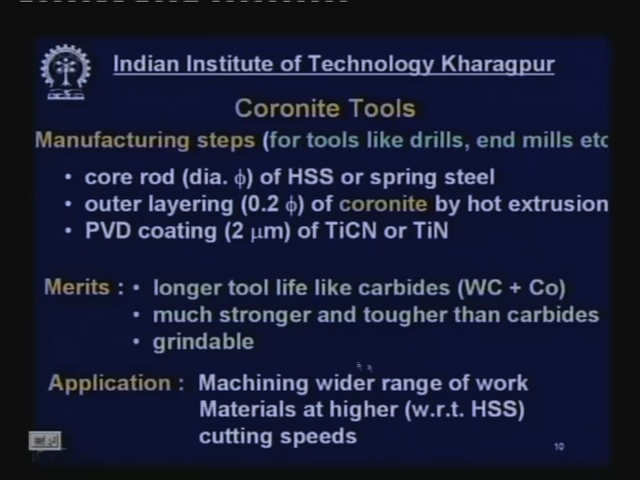 Indian Institute of Technology Kharagpur
Coronite Tools
Manufacturing steps (for tools like drills, end mills etc
• core rod (dia. ϕ) of HSS or spring steel
• outer layering (0.2 ϕ) of coronite by hot extrusion
• PVD coating (2 μm) of TiCN or TiN
Merits : • longer tool life like carbides (WC + Co)
• much stronger and tougher than carbides
• grindable
Application : Machining wider range of work
Materials at higher (w.r.t. HSS)
cutting speeds
10